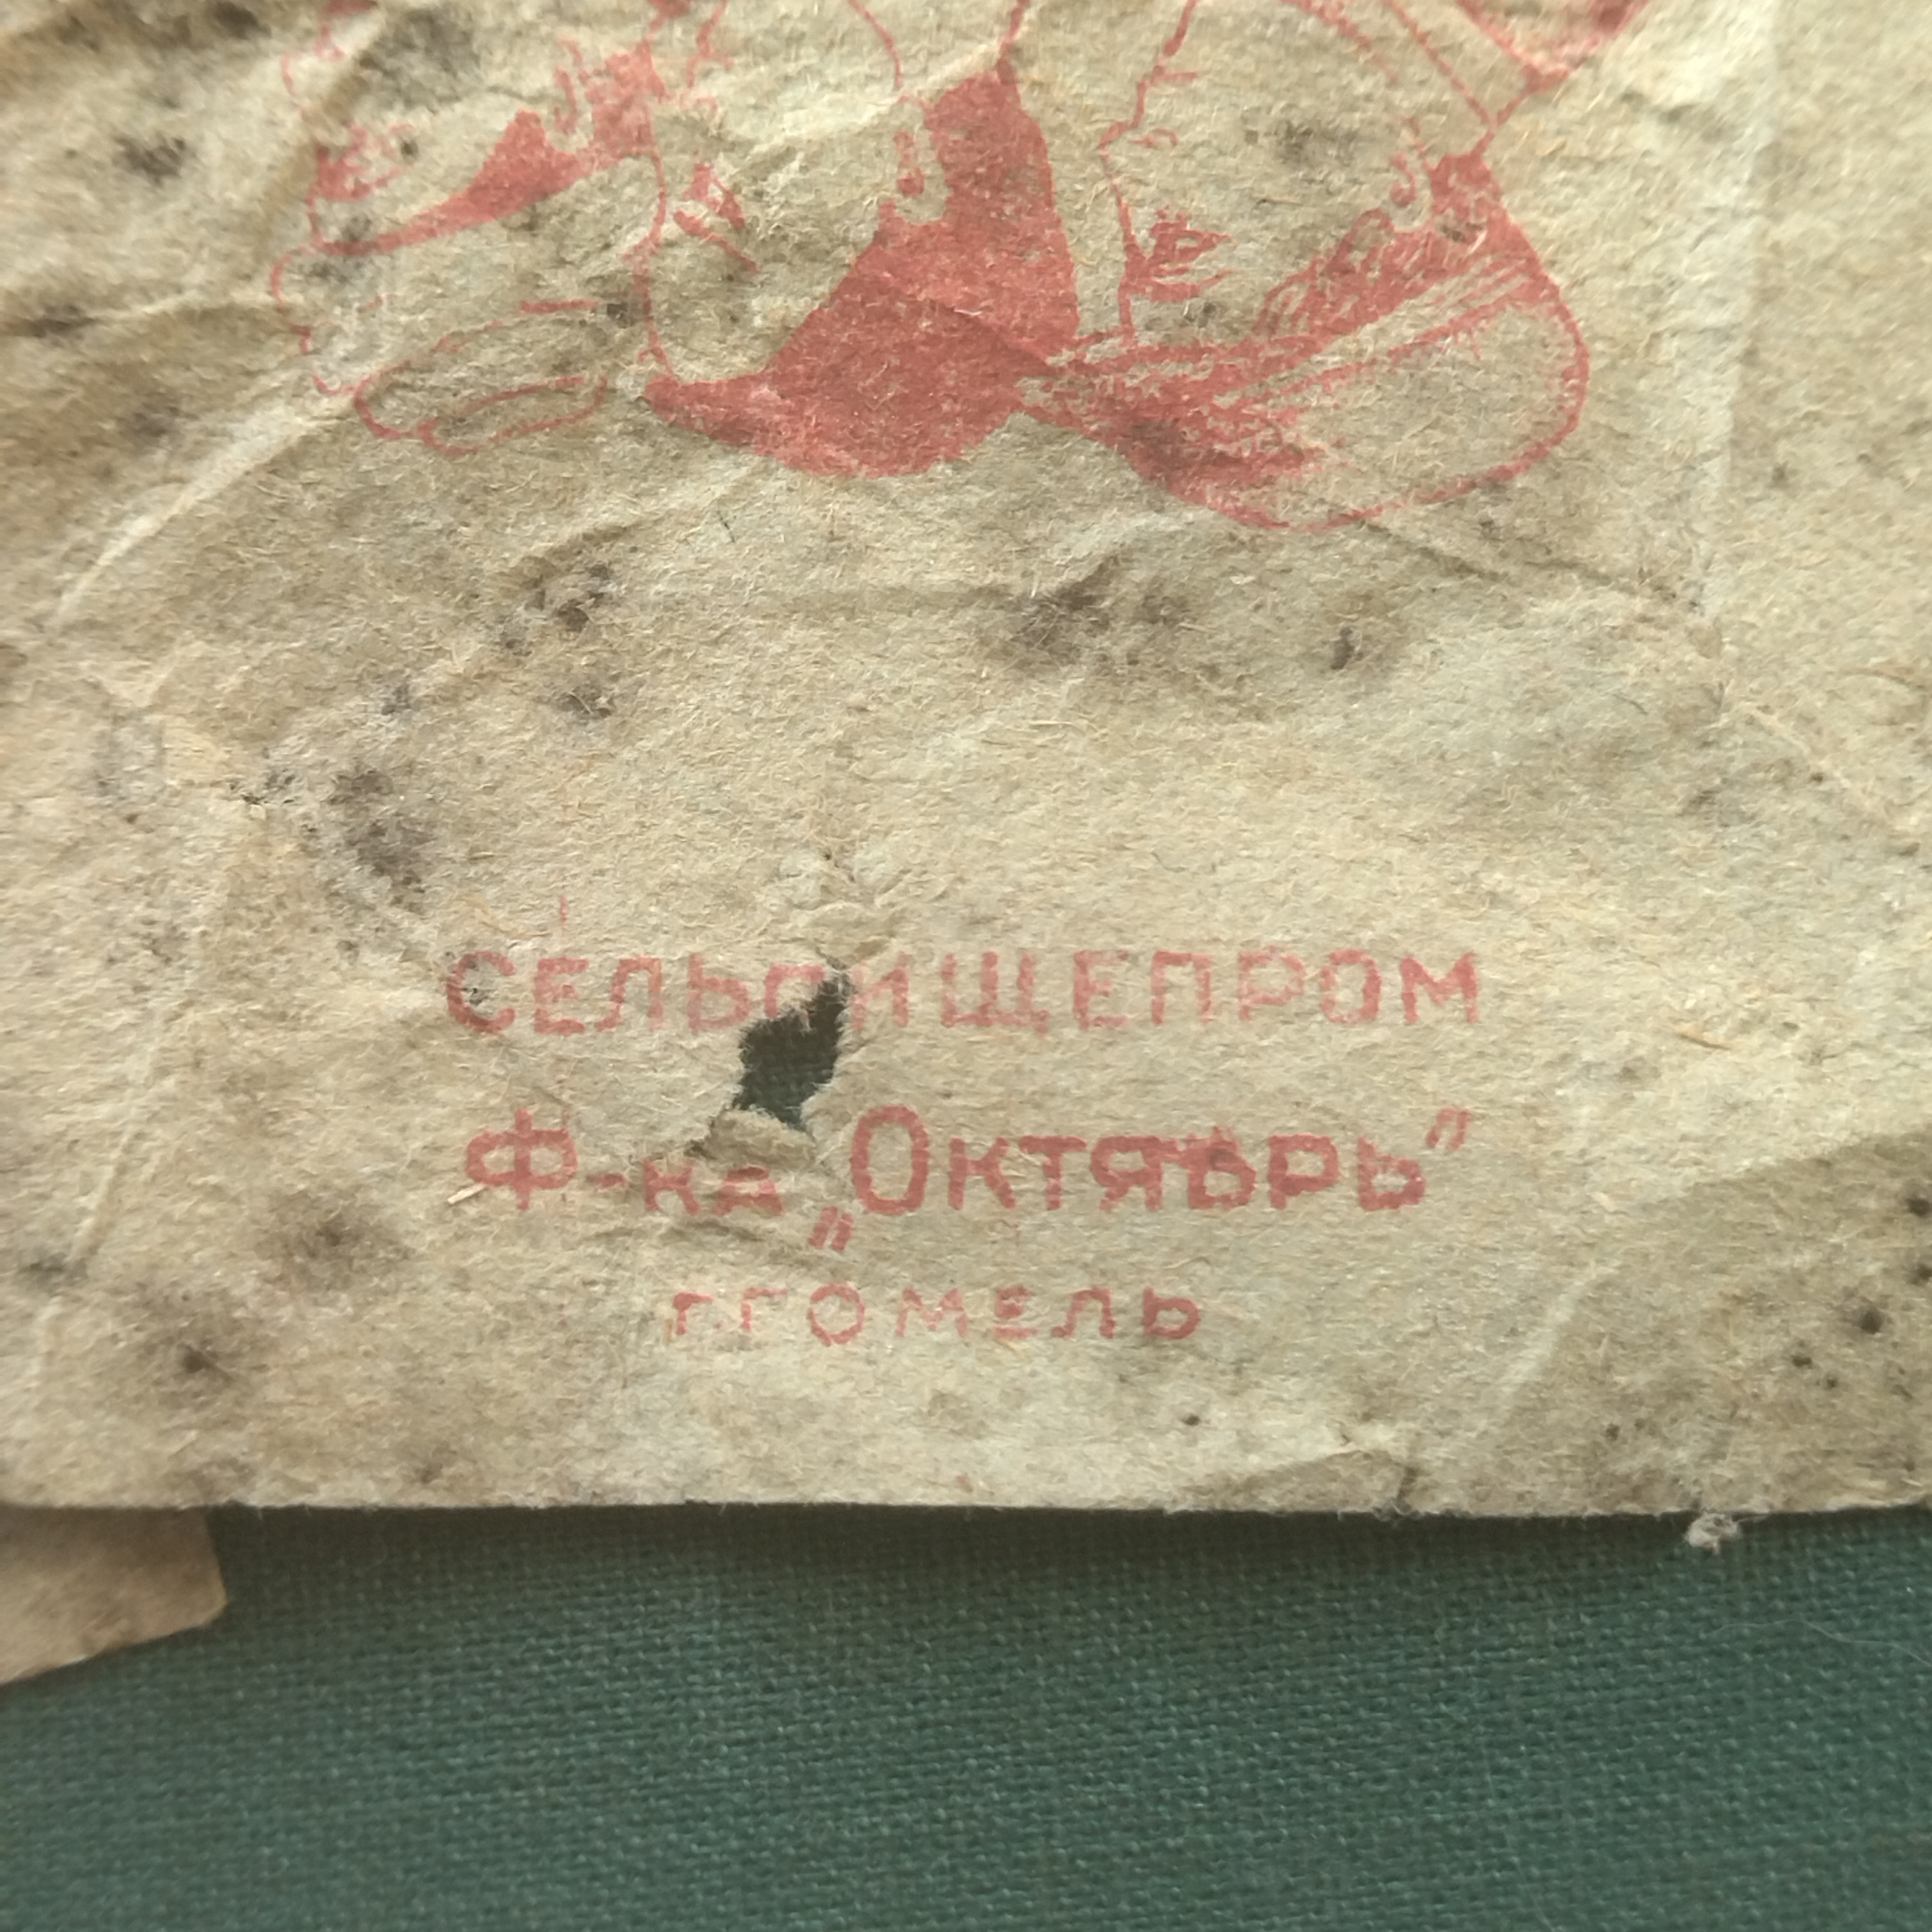 СЕЛЬПИЩЕПРОМ
Ф-ка „Октябрь"
г. ГОМЕЛЬ